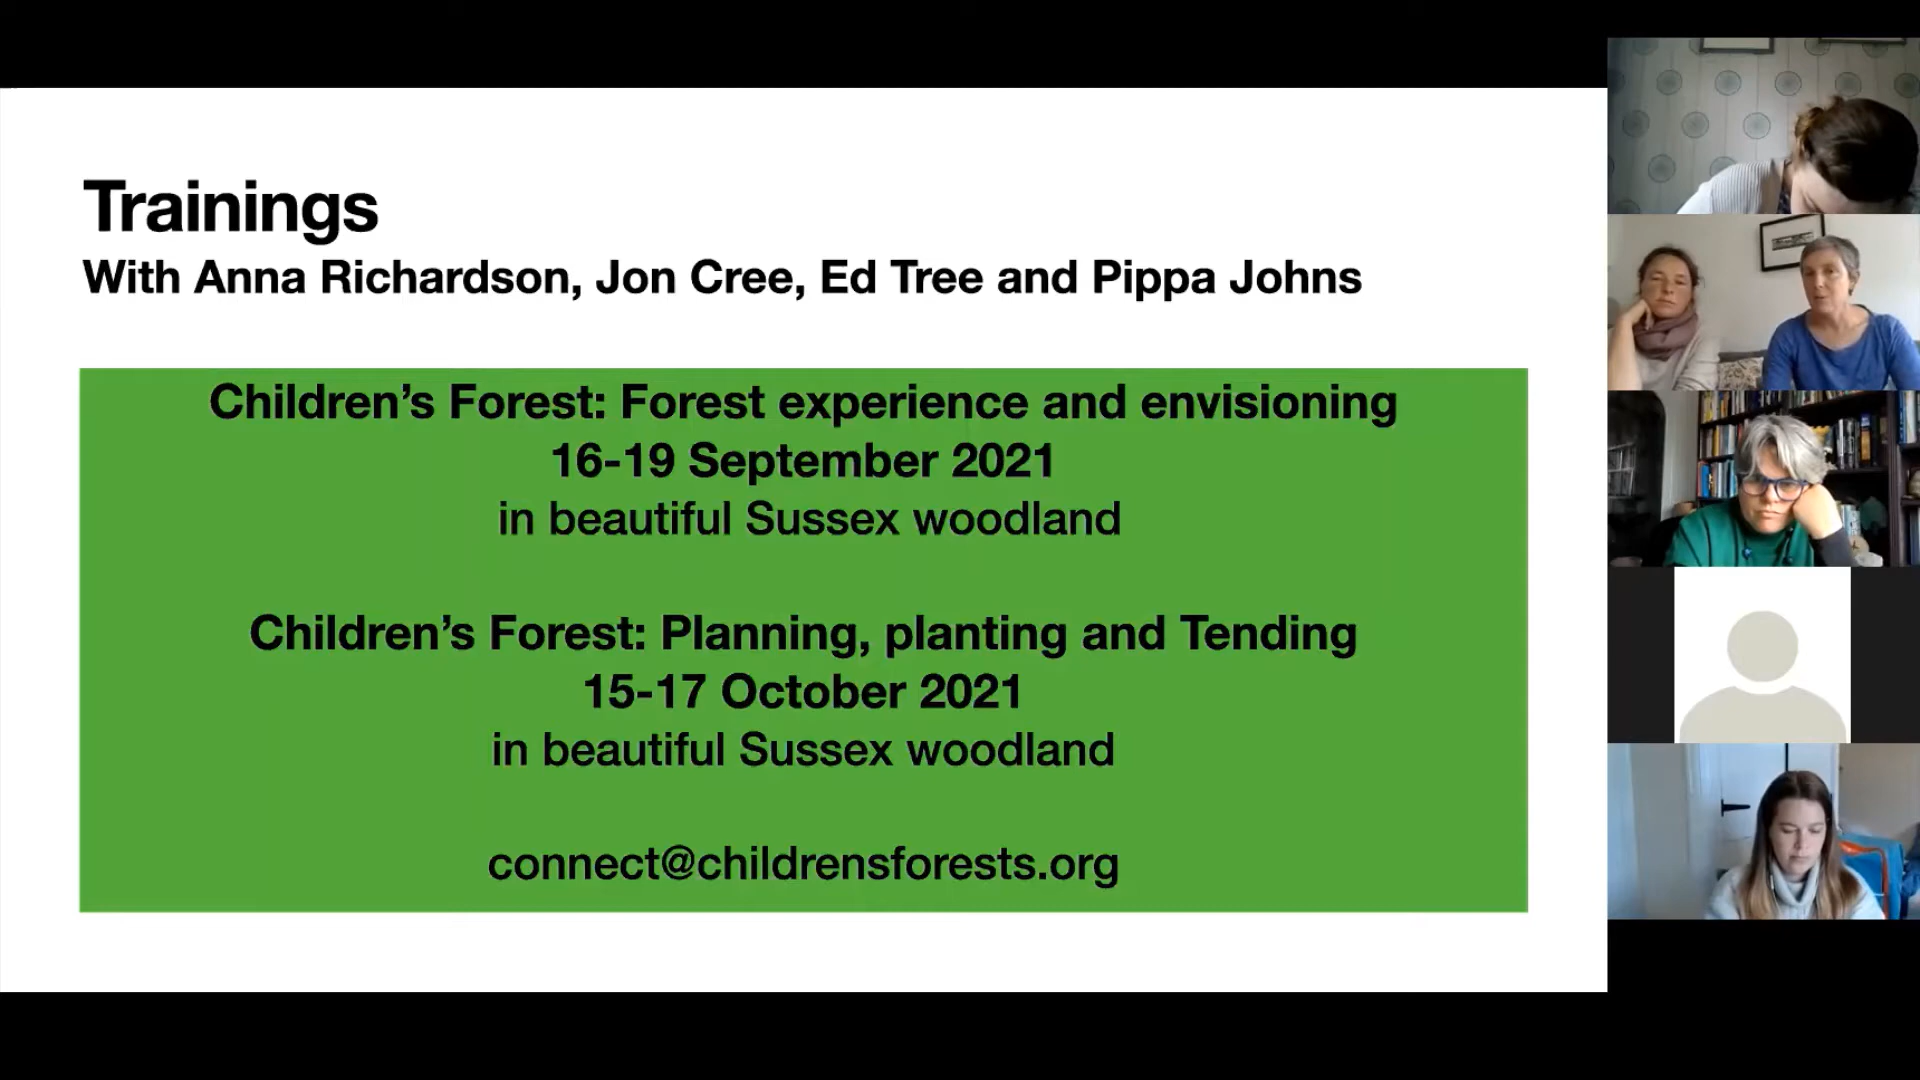 Trainings
With Anna Richardson, Jon Cree, Ed Tree and Pippa Johns
Children’s Forest: Forest experience and envisioning
16-19 September 2021
in beautiful Sussex woodland
Children’s Forest: Planning, planting and Tending
15-17 October 2021
in beautiful Sussex woodland
connect@childrensforests.org